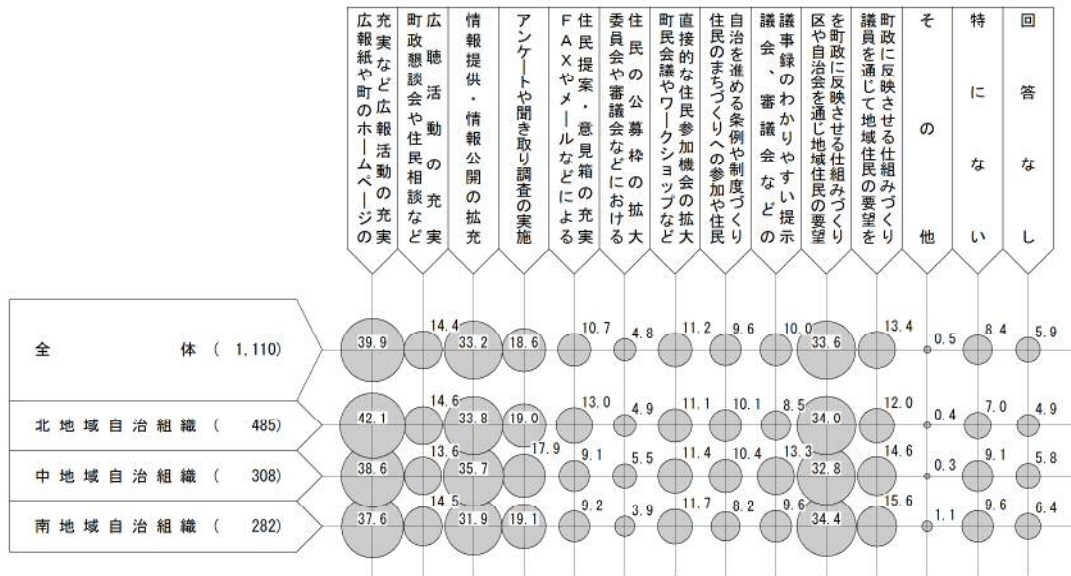 広報紙や町のホームページの
充実など広報活動の充実
町政懇談会や住民相談など
広聴活動の充実
情報提供・情報公開の拡充
アンケートや聞き取り調査の実施
FAXやメールなどによる
住民提案・意見箱の充実
委員会や審議会などにおける
住民の公募枠の拡大
町民会議やワークショップなど
直接的な住民参加機会の拡大
住民のまちづくりへの参加や住民
自治を進める条例や制度づくり
議会、審議会などの
議事録のわかりやすい提示
区や自治会を通じ地域住民の要望
を町政に反映させる仕組みづくり
議員を通じて地域住民の要望を
町政に反映させる仕組みづくり
その他
特にない
回答なし
全体(1,110) 39.9 14.4 33.2 18.6 10.7 4.8 11.2 9.6 10.0 33.6 13.4 0.5 8.4 5.9
北地域自治組織(485) 42.1 14.6 33.8 19.0 13.0 4.9 11.1 10.1 8.5 34.0 12.0 0.4 7.0 4.9
中地域自治組織(308) 38.6 13.6 35.7 17.9 9.1 5.5 11.4 10.4 13.3 32.8 14.6 0.3 9.1 5.8
南地域自治組織(282) 37.6 14.5 31.9 19.1 9.2 3.9 11.7 8.2 9.6 34.4 15.6 1.1 9.6 6.4